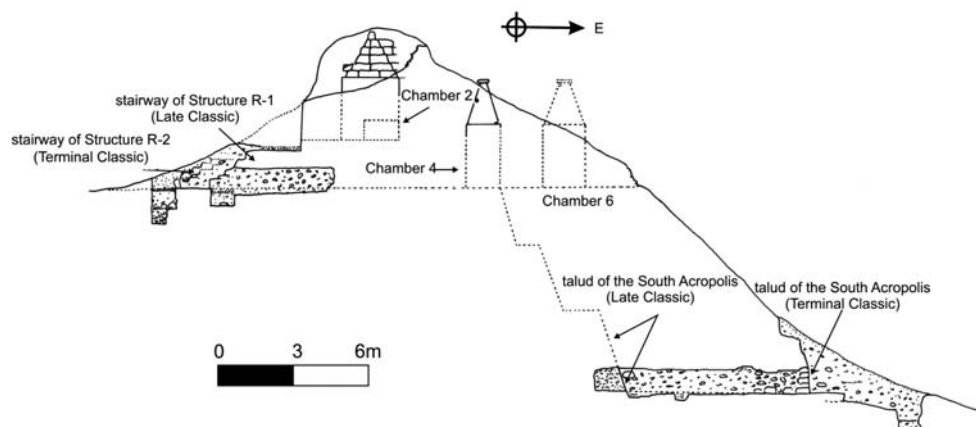 E
stairway of Structure R-1
(Late Classic)
Chamber 2
stairway of Structure R-2
(Terminal Classic)
Chamber 4
Chamber 6
talud of the South Acropolis
(Late Classic)
talud of the South Acropolis
(Terminal Classic)
0 3 6m